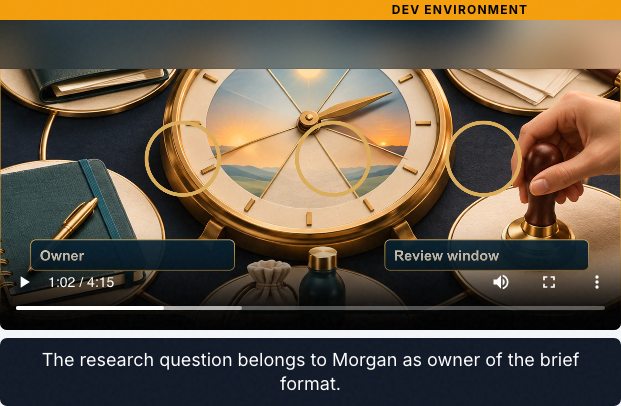 DEV ENVIRONMENT
Owner
Review window
1:02 / 4:15
The research question belongs to Morgan as owner of the brief
format.